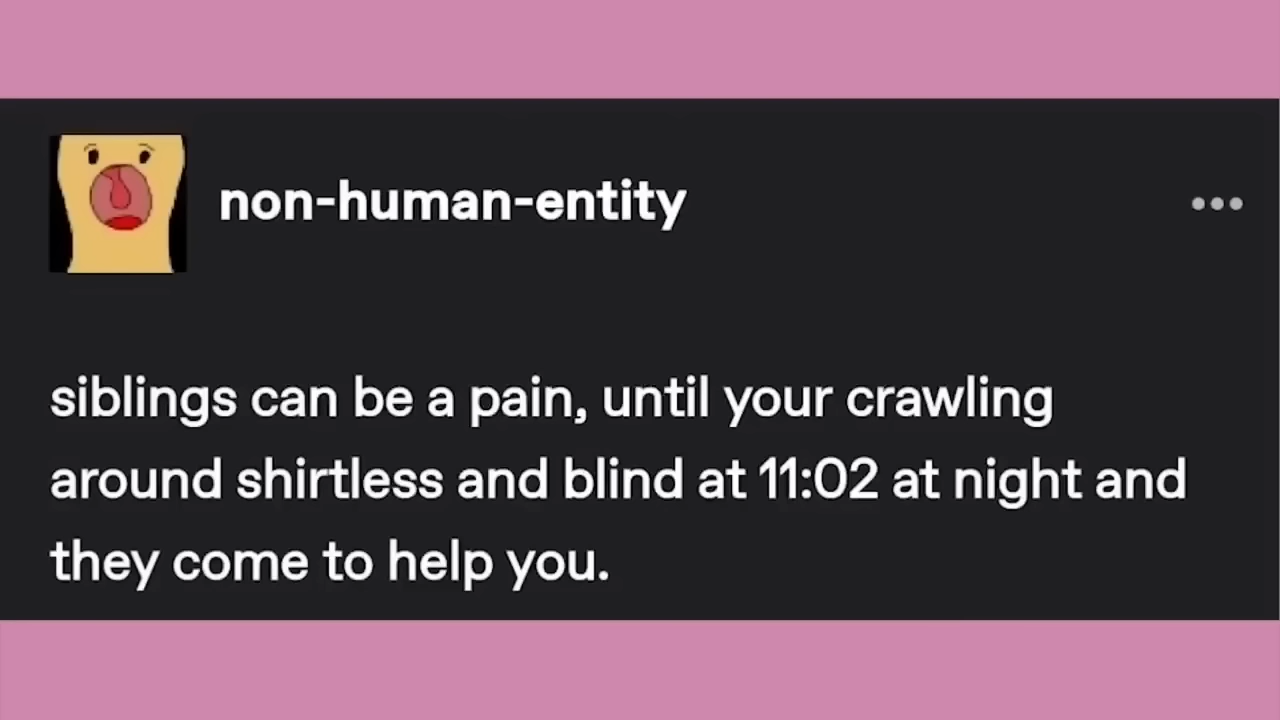 non-human-entity
siblings can be a pain, until your crawling
around shirtless and blind at 11:02 at night and
they come to help you.